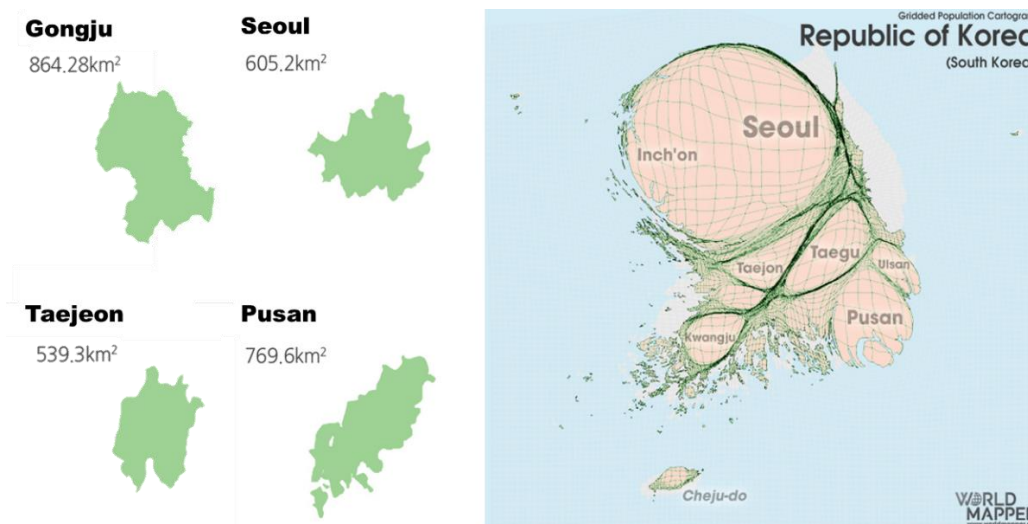 Gongju
864.28km²
Seoul
605.2km²
Taejeon
539.3km²
Pusan
769.6km²
Gridded Population Cartogra
Republic of Korea
(South Korea
Seoul
Inch'on
Taegu
Taejon
Ulsan
Pusan
Kwangju
Cheju-do
WORLD
MAPPER